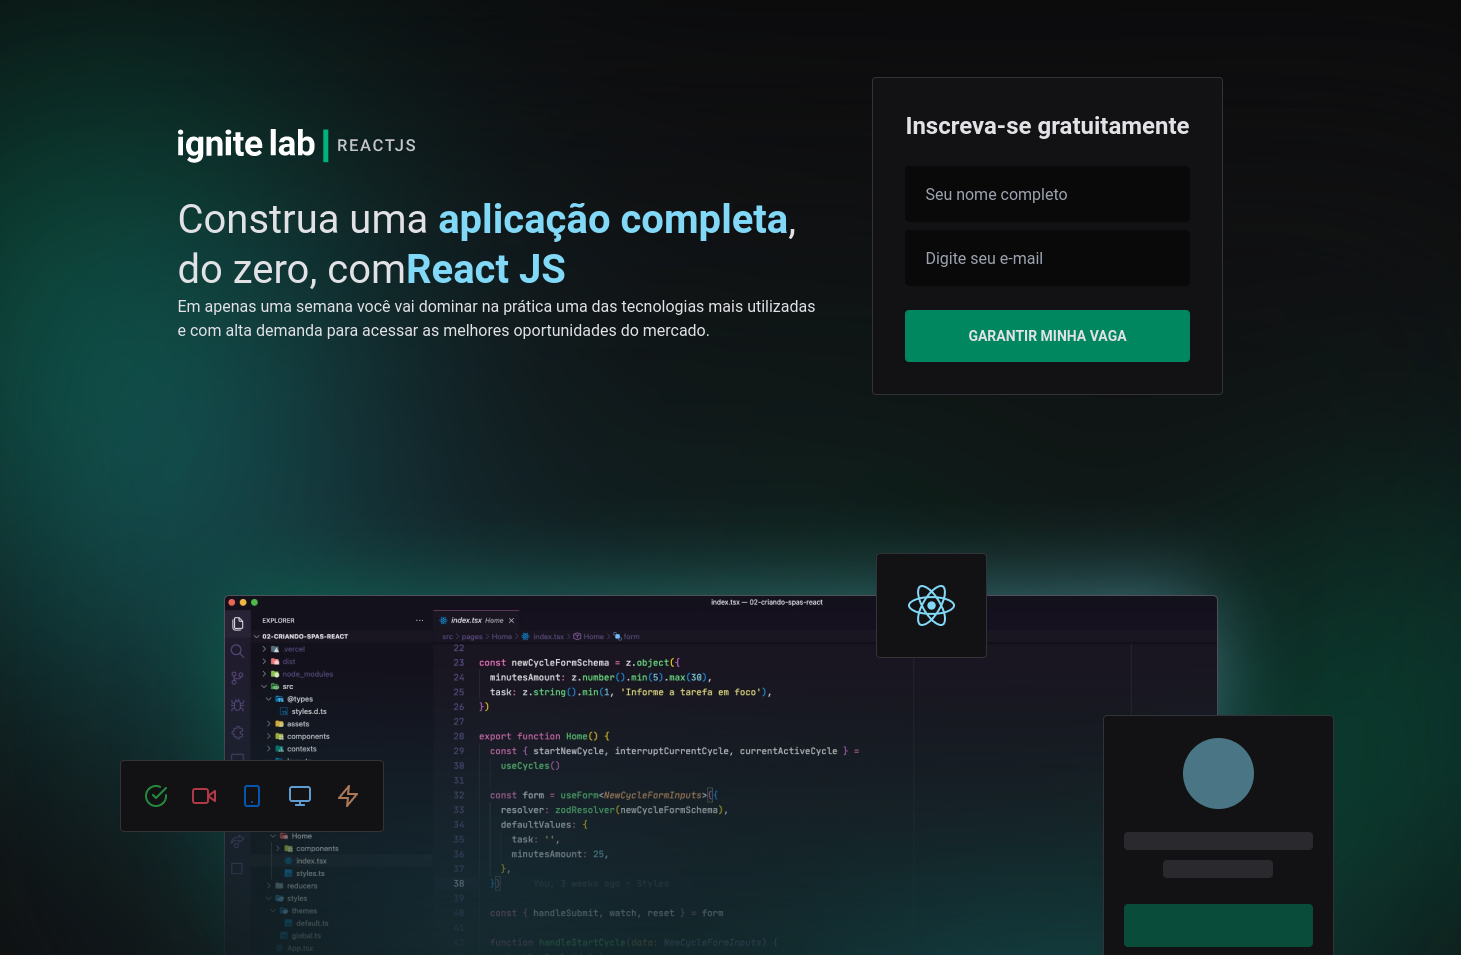 ignite lab | REACTJS
Construa uma aplicação completa,
do zero, comReact JS
Em apenas uma semana você vai dominar na prática uma das tecnologias mais utilizadas
e com alta demanda para acessar as melhores oportunidades do mercado.
Inscreva-se gratuitamente
Seu nome completo
Digite seu e-mail
GARANTIR MINHA VAGA
index.tsx — 02-criando-spas-react
EXPLORER ...
02-CRIANDO-SPAS-REACT
.vercel
dist
node_modules
src
@types
styles.d.ts
assets
components
contexts
Home
components
index.tsx
styles.ts
reducers
styles
themes
default.ts
global.ts
App.tsx
index.tsx Home ×
src > pages > Home > index.tsx > Home > form
22
23 const newCycleFormSchema = z.object({
24 minutesAmount: z.number().min(5).max(30),
25 task: z.string().min(1, 'Informe a tarefa em foco'),
26 })
27
28 export function Home() {
29 const { startNewCycle, interruptCurrentCycle, currentActiveCycle } =
30 useCycles()
31
32 const form = useForm<NewCycleFormInputs>({
33 resolver: zodResolver(newCycleFormSchema),
34 defaultValues: {
35 task: '',
36 minutesAmount: 25,
37 },
38 }) You, 3 weeks ago • Styles
39
40 const { handleSubmit, watch, reset } = form
41
42 function handleStartCycle(data: NewCycleFormInputs) {